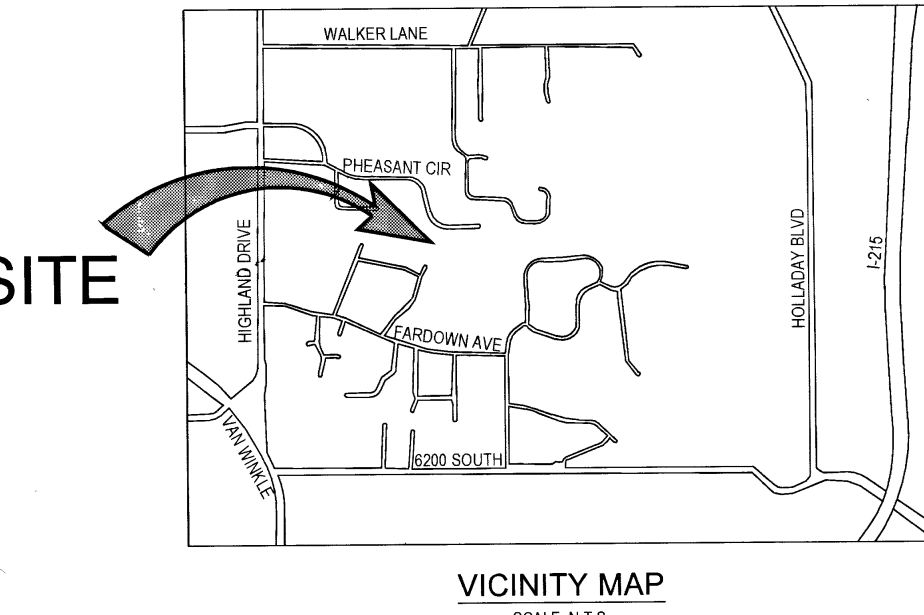 WALKER LANE
PHEASANT CIR
HIGHLAND DRIVE
SITE
HOLLADAY BLVD
I-215
FARDOWN AVE
VAN WINKLE
6200 SOUTH
VICINITY MAP
SCALE N.T.S.